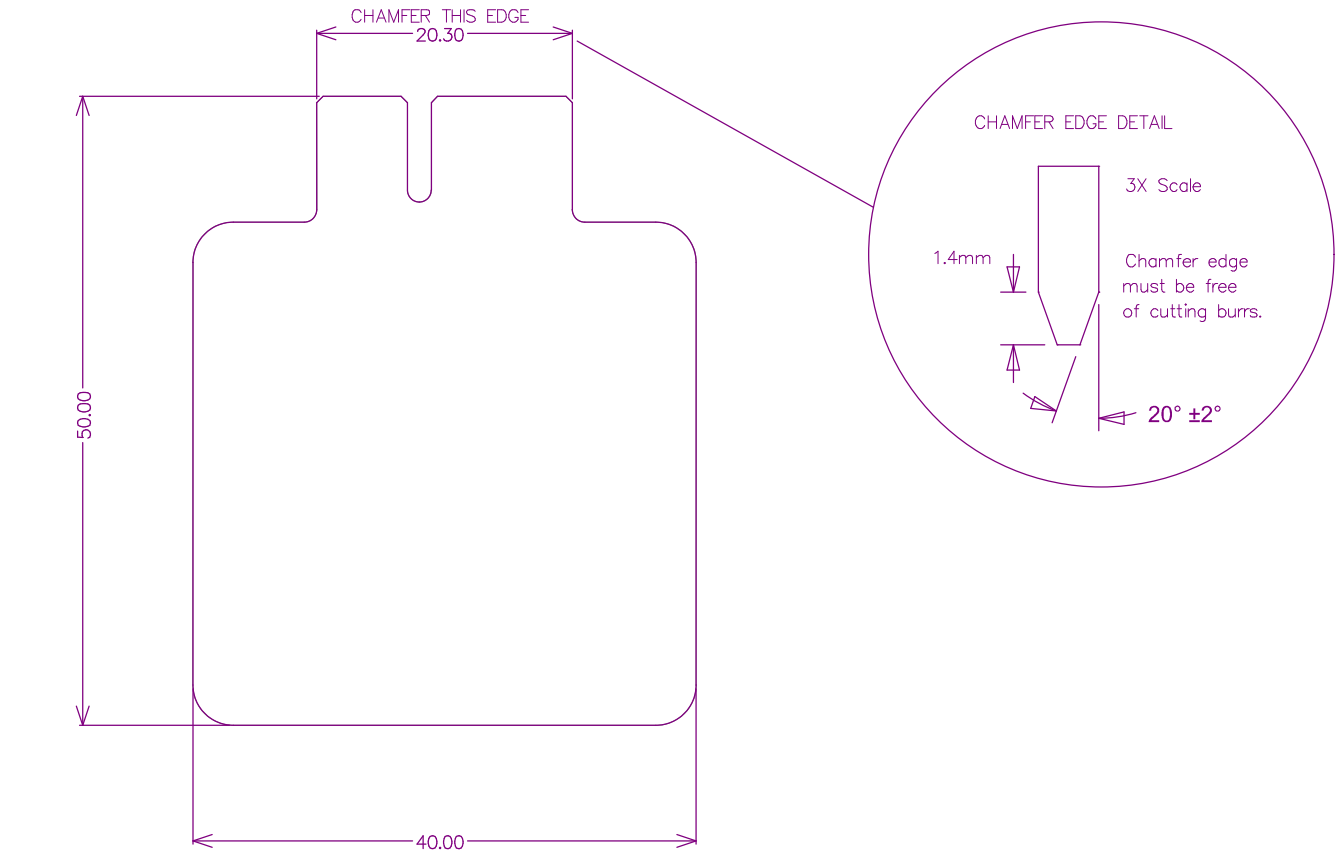 CHAMFER THIS EDGE
20.30
CHAMFER EDGE DETAIL
3X Scale
1.4mm
Chamfer edge
must be free
of cutting burrs.
50.00
20° ±2°
40.00